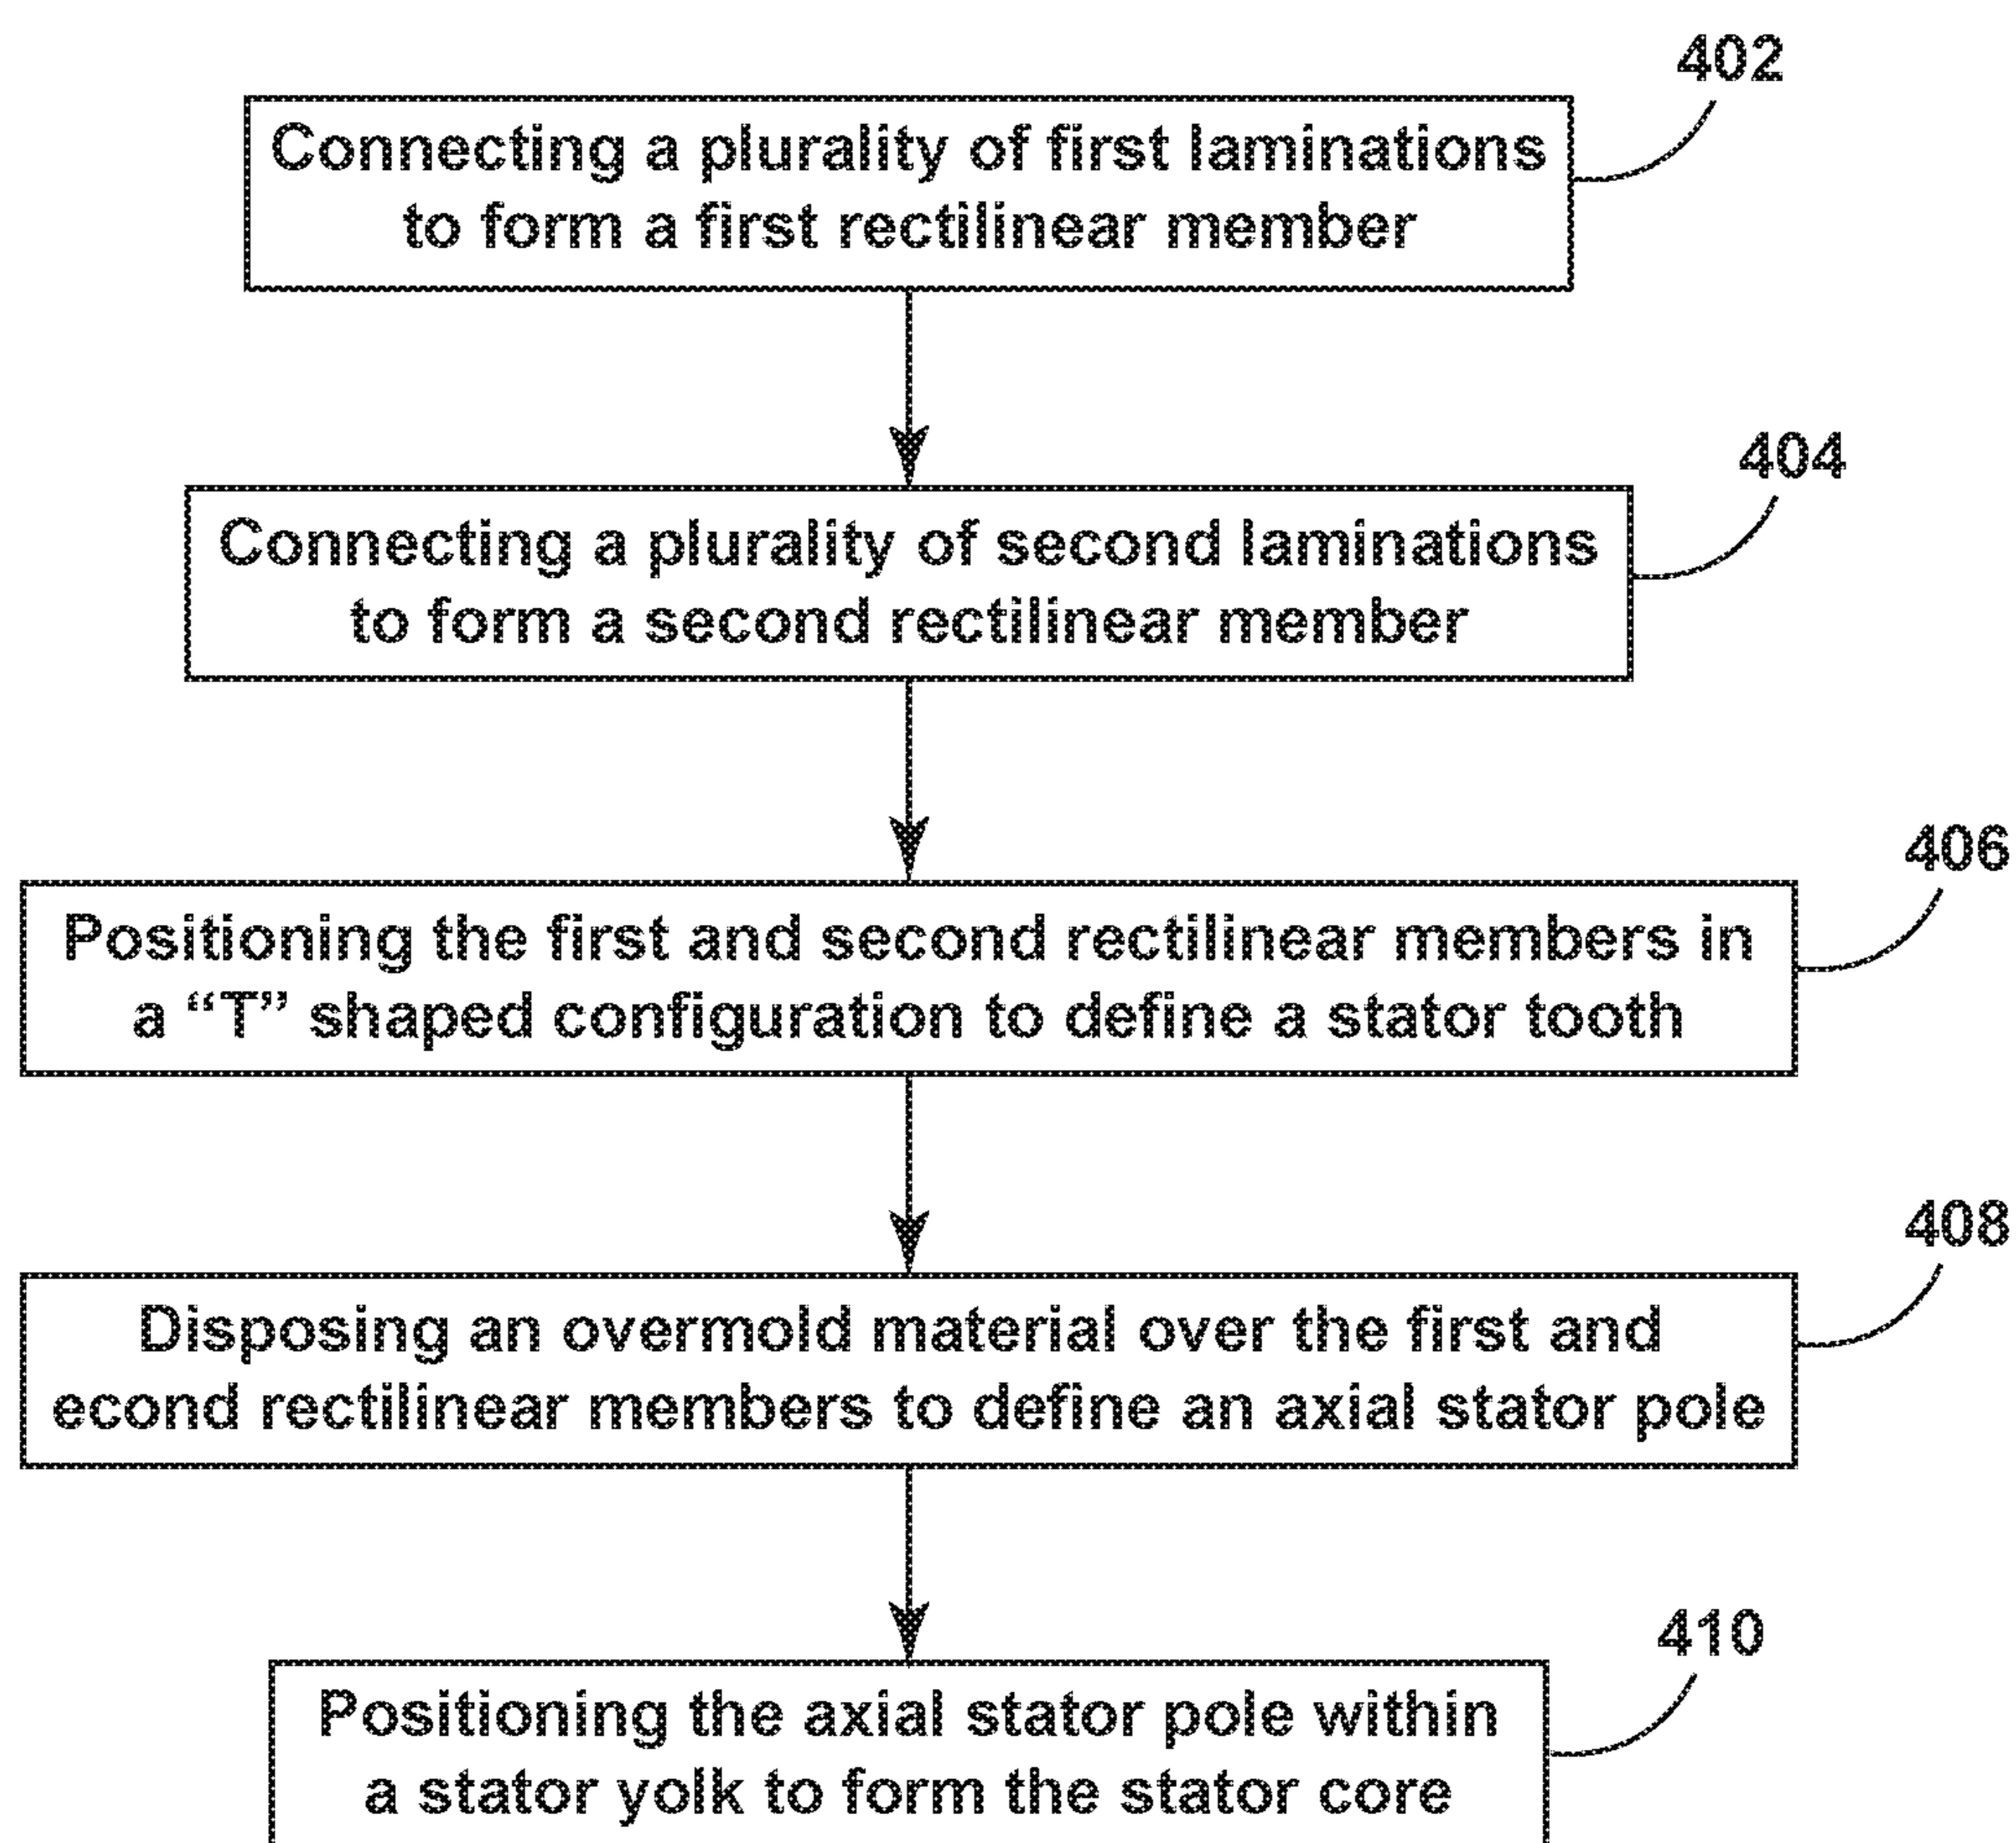 402
Connecting a plurality of first laminations
to form a first rectilinear member
404
Connecting a plurality of second laminations
to form a second rectilinear member
406
Positioning the first and second rectilinear members in
a “T” shaped configuration to define a stator tooth
408
Disposing an overmold material over the first and
econd rectilinear members to define an axial stator pole
410
Positioning the axial stator pole within
a stator yolk to form the stator core